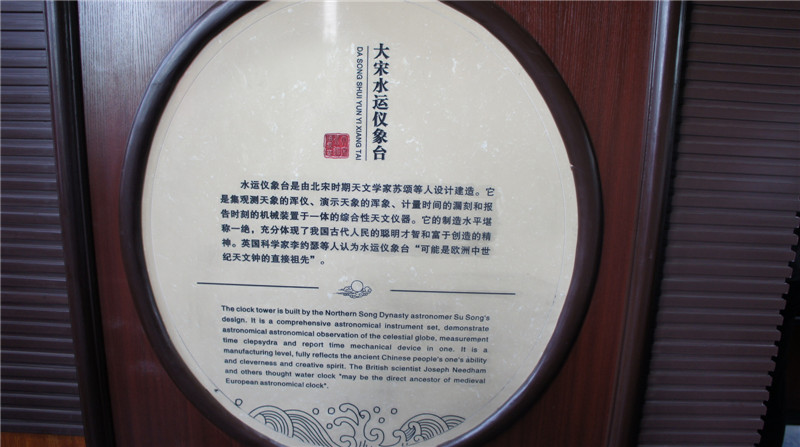 大宋水运仪象台
DA SONG SHUI YUN YI XIANG TAI
水运仪象台是由北宋时期天文学家苏颂等人设计建造。它
是集观测天象的浑仪、演示天象的浑象、计量时间的漏刻和报
告时刻的机械装置于一体的综合性天文仪器。它的制造水平堪
称一绝，充分体现了我国古代人民的聪明才智和富于创造的精
神。英国科学家李约瑟等人认为水运仪象台“可能是欧洲中世
纪天文钟的直接祖先”。
The clock tower is built by the Northern Song Dynasty astronomer Su Song's
design. It is a comprehensive astronomical instrument set, demonstrate
astronomical astronomical observation of the celestial globe, measurement
time clepsydra and report time mechanical device in one. It is a
manufacturing level, fully reflects the ancient Chinese people's one's ability
and cleverness and creative spirit. The British scientist Joseph Needham
and others thought water clock "may be the direct ancestor of medieval
European astronomical clock".